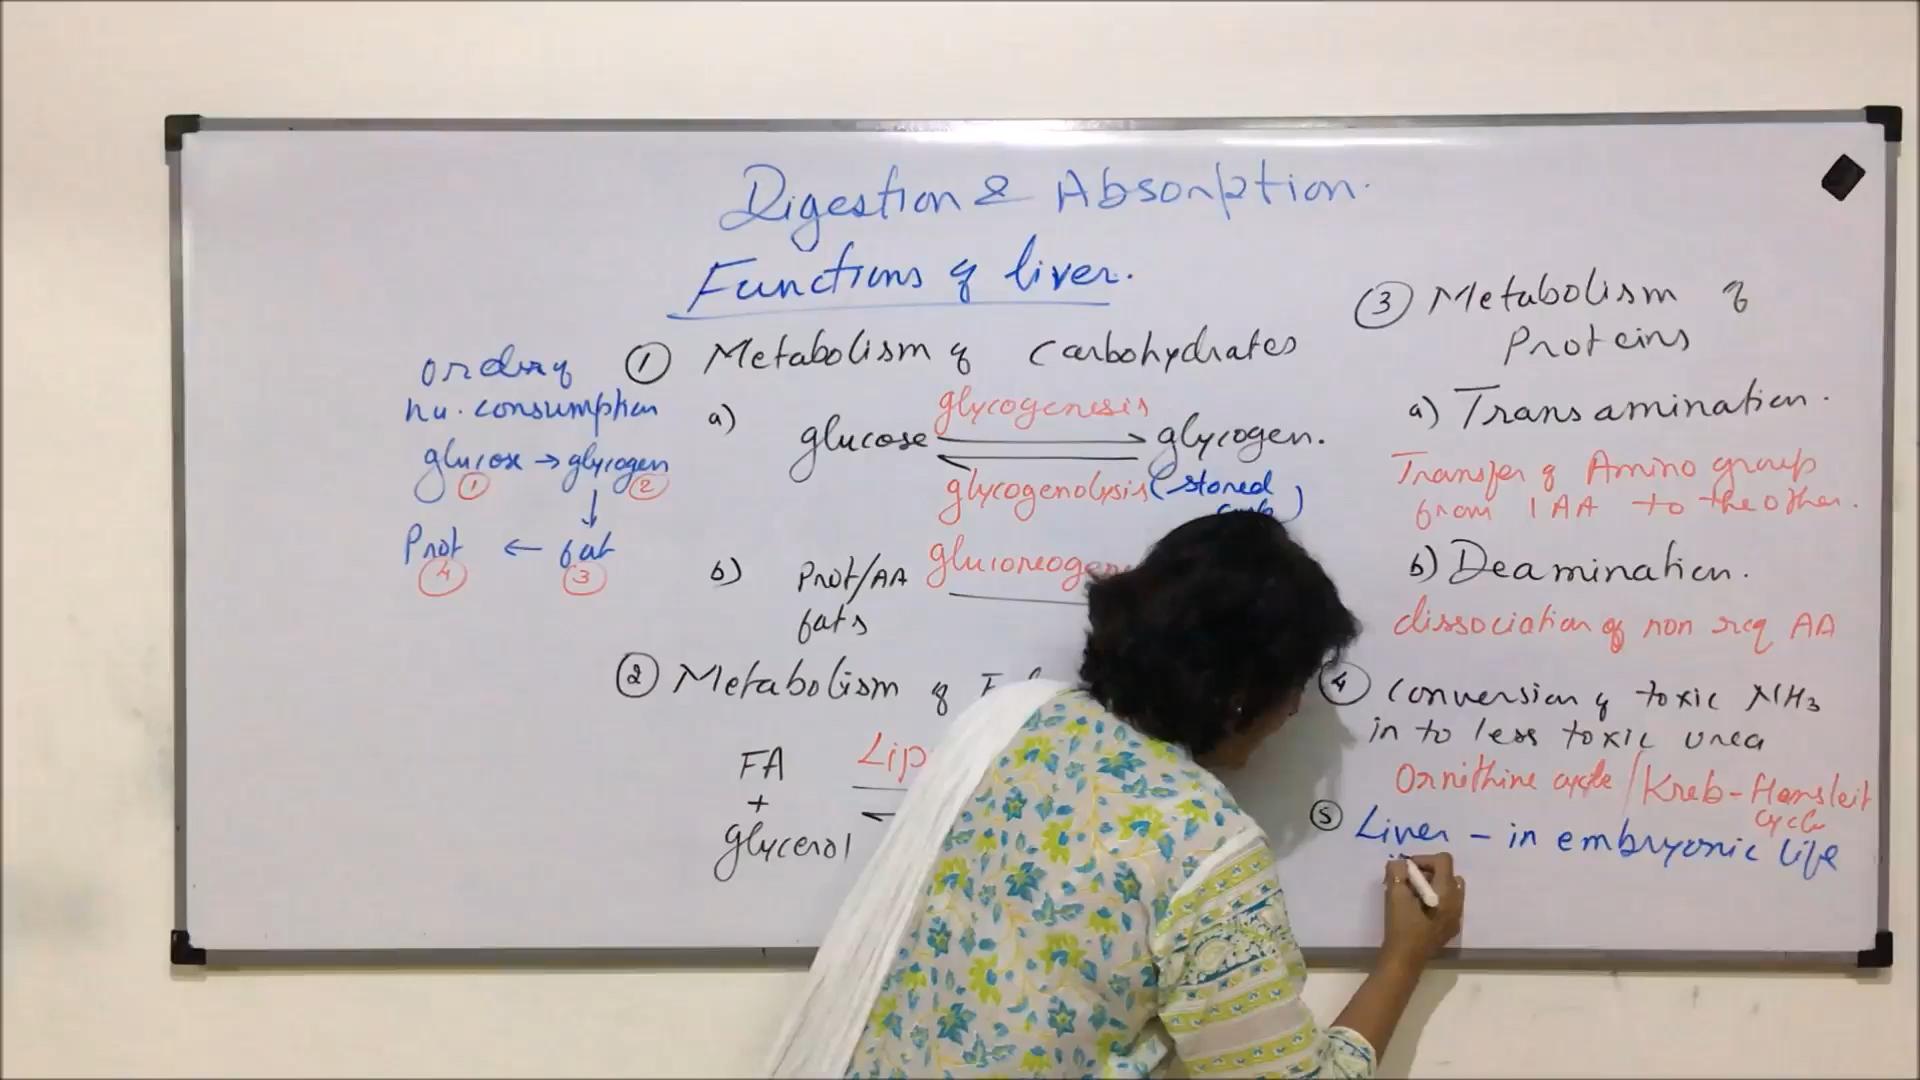 Digestion & Absorption.
Functions of liver.
order of
nu. consumption
glucose → glycogen
① ②
↓
Prot ← fat
④ ③
① Metabolism of Carbohydrates
a) glucose glycogenesis glycogen.
glycogenolysis (stored
)
b) Prot/AA
fats
② Metabolism of
FA
+
glycerol
③ Metabolism of
Proteins
a) Transamination.
Transfer of Amino group
from 1 AA to the other.
b) Deamination.
dissociation of non req AA
④ Conversion of toxic NH3
in to less toxic urea
Ornithine cycle / Kreb-Hensleit
cycle
⑤ Liver - in embryonic life